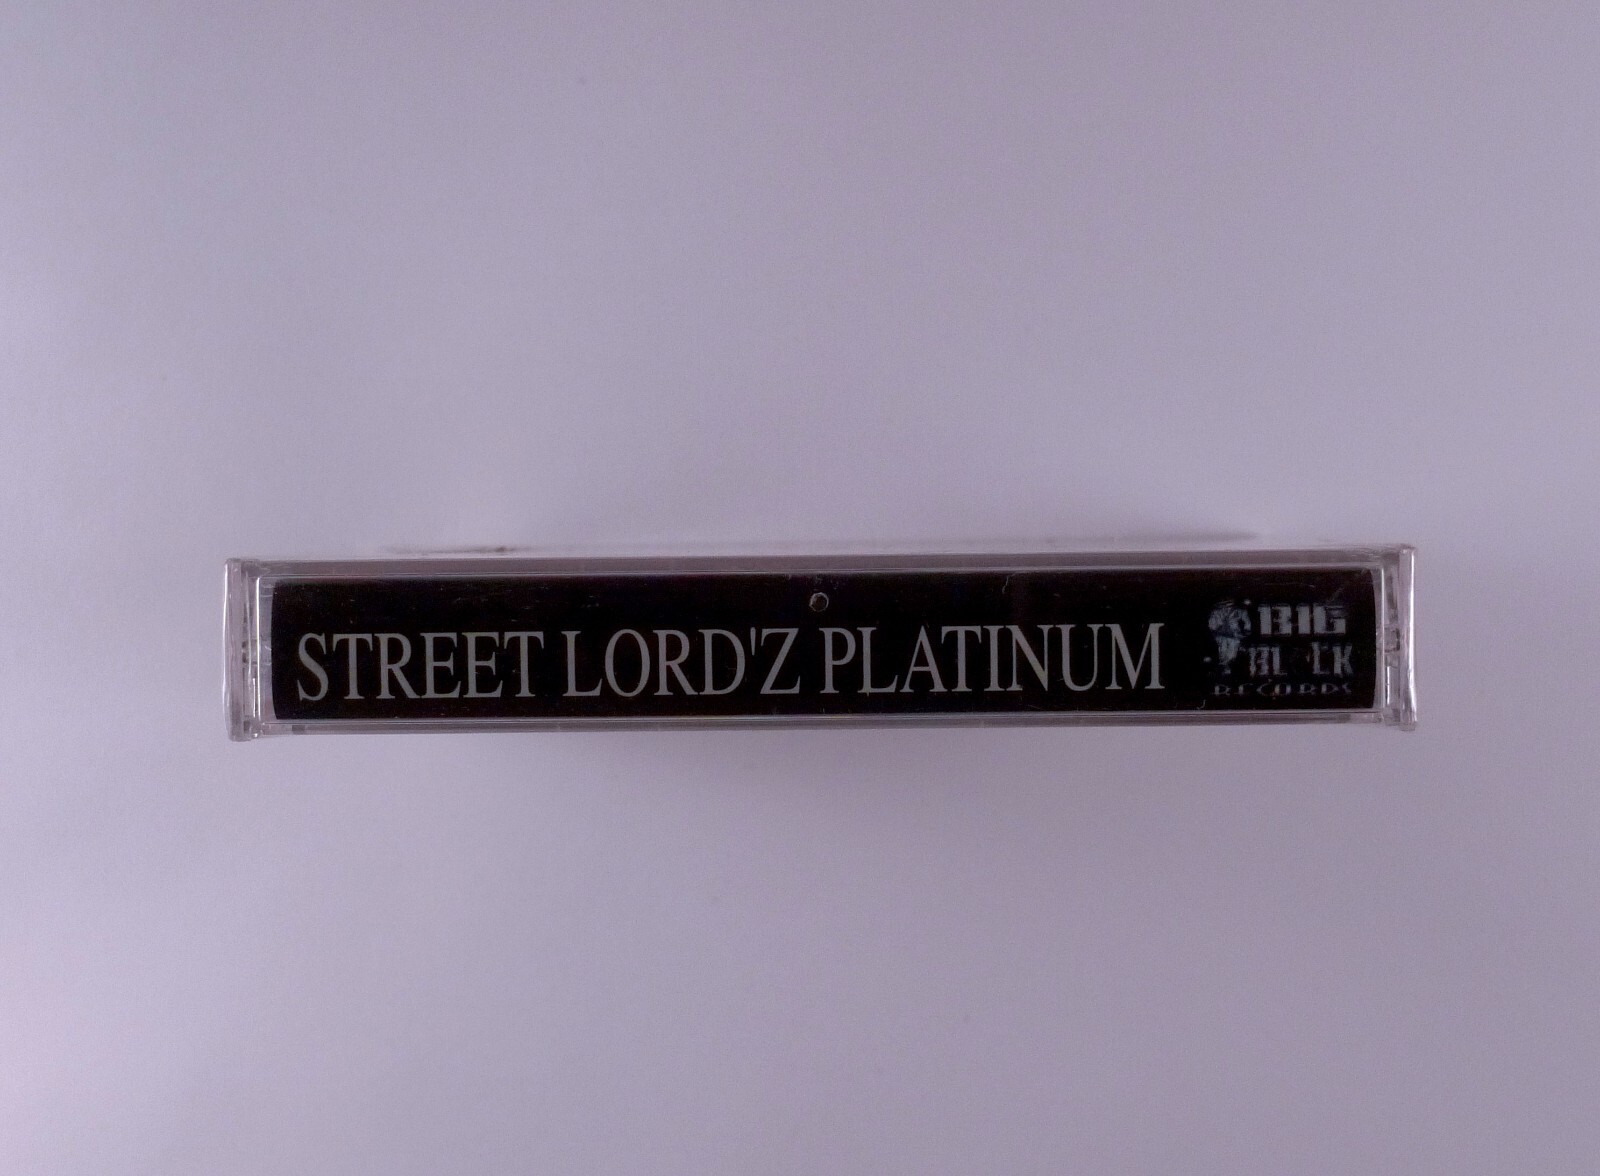 STREET LORD'Z PLATINUM
BIG
RECORDS